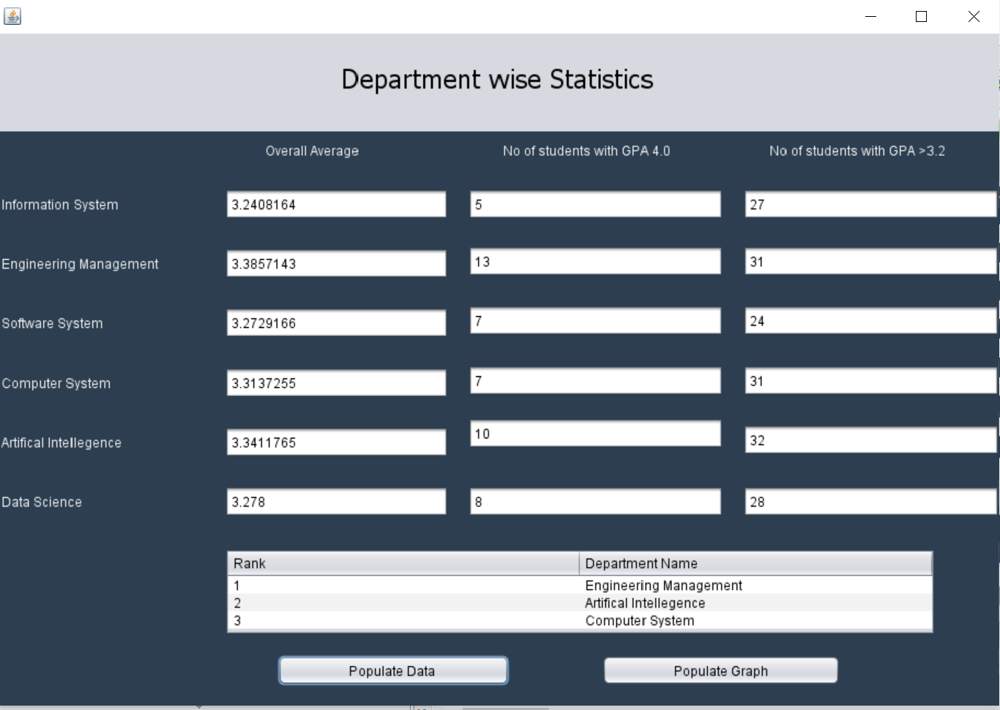 Department wise Statistics
Overall Average No of students with GPA 4.0 No of students with GPA >3.2
Information System 3.2408164 5 27
Engineering Management 3.3857143 13 31
Software System 3.2729166 7 24
Computer System 3.3137255 7 31
Artifical Intellegence 3.3411765 10 32
Data Science 3.278 8 28
Rank Department Name
1 Engineering Management
2 Artifical Intellegence
3 Computer System
Populate Data Populate Graph